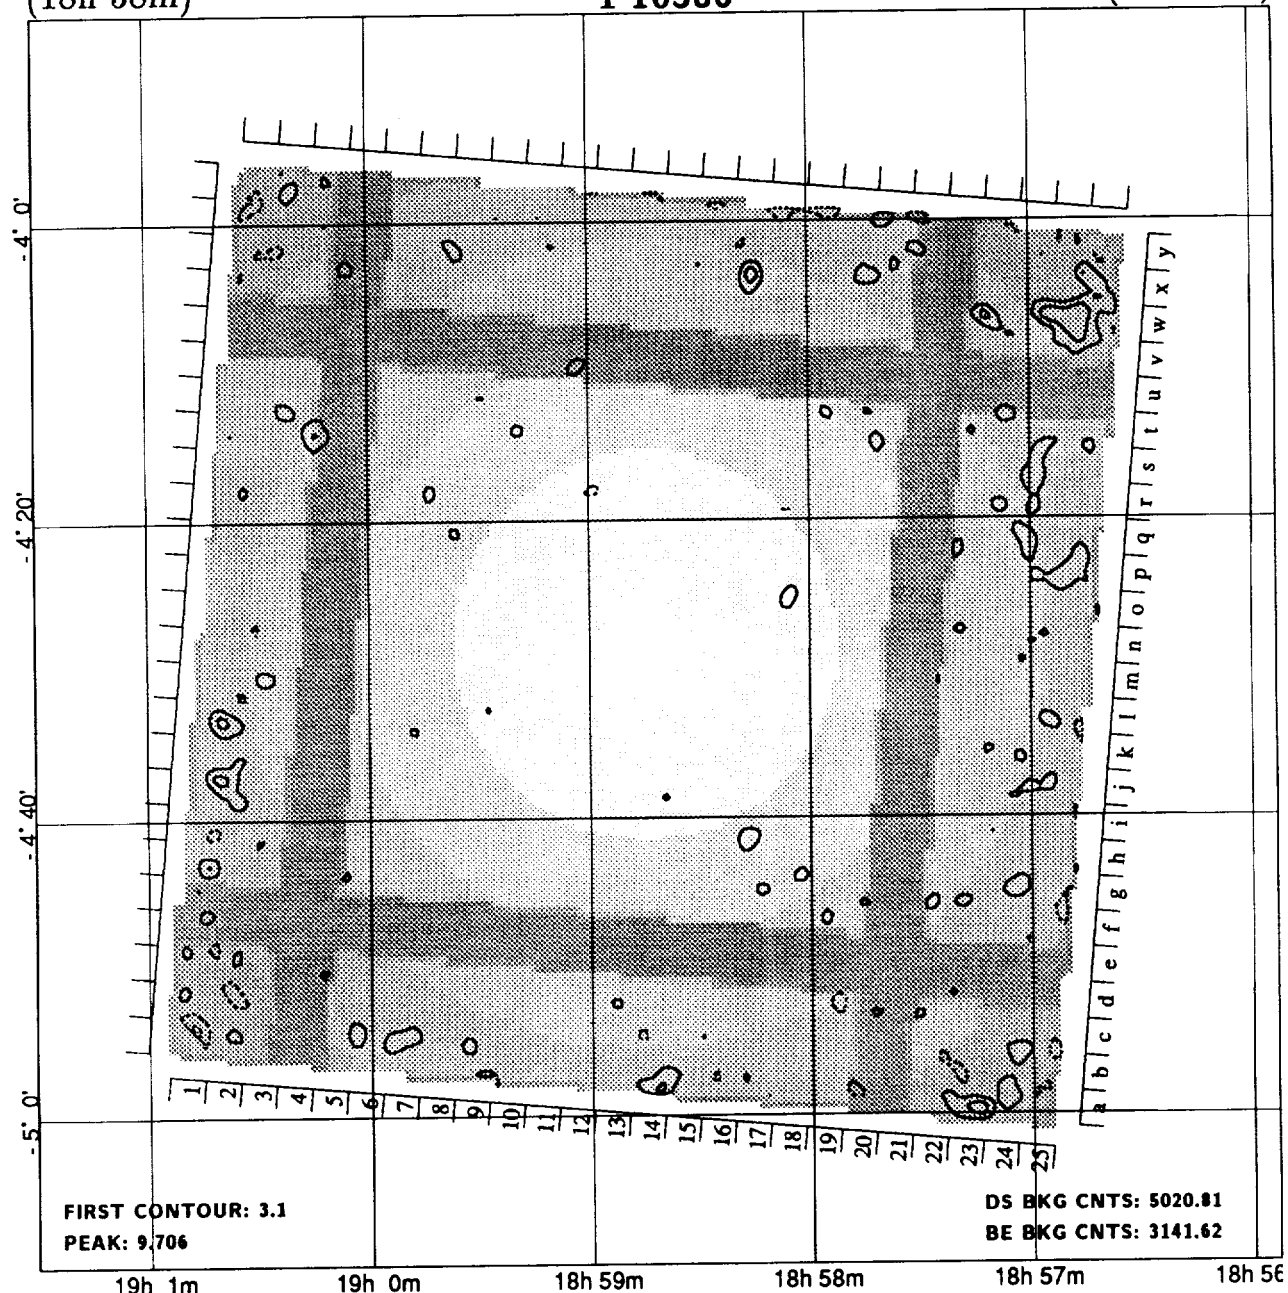 -4° 0'
-4° 20'
-4° 40'
-5° 0'
y
x
w
v
u
t
s
r
q
p
o
n
m
l
k
j
i
h
g
f
e
d
c
b
a
1 2 3 4 5 6 7 8 9 10 11 12 13 14 15 16 17 18 19 20 21 22 23 24 25
FIRST CONTOUR: 3.1
PEAK: 9.706
DS BKG CNTS: 5020.81
BE BKG CNTS: 3141.62
19h 1m 19h 0m 18h 59m 18h 58m 18h 57m 18h 56